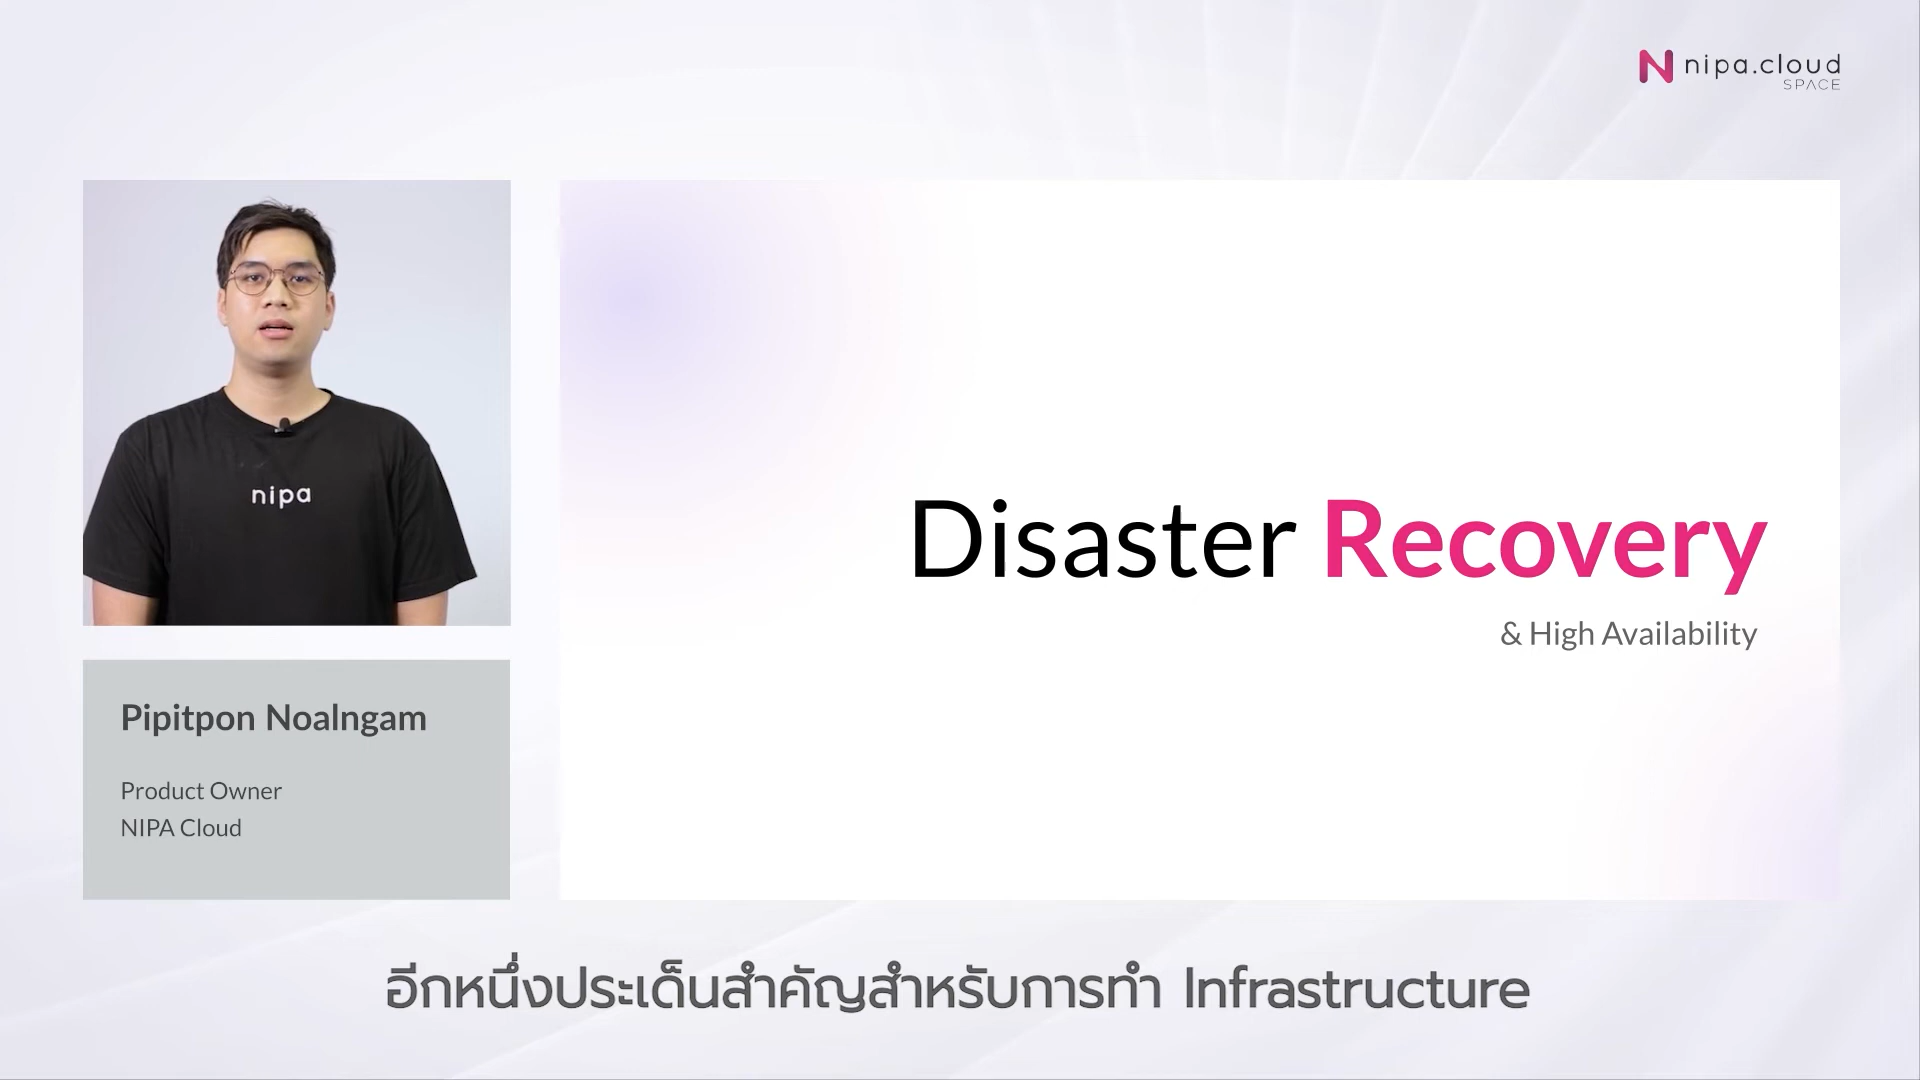 nipa.cloud
SPACE
nipa
Disaster Recovery
& High Availability
Pipitpon Noalngam
Product Owner
NIPA Cloud
อีกหนึ่งประเด็นสำคัญสำหรับการทำ Infrastructure